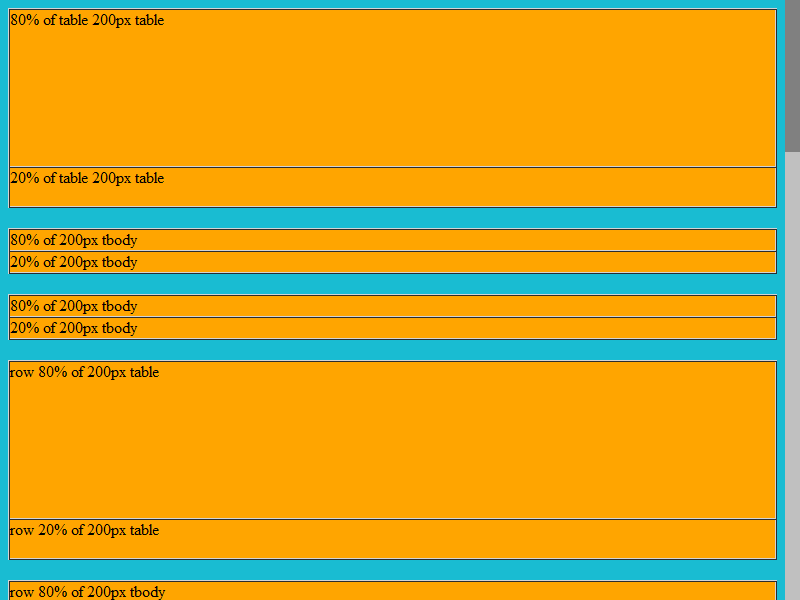 80% of table 200px table
20% of table 200px table
80% of 200px tbody
20% of 200px tbody
80% of 200px tbody
20% of 200px tbody
row 80% of 200px table
row 20% of 200px table
row 80% of 200px tbody